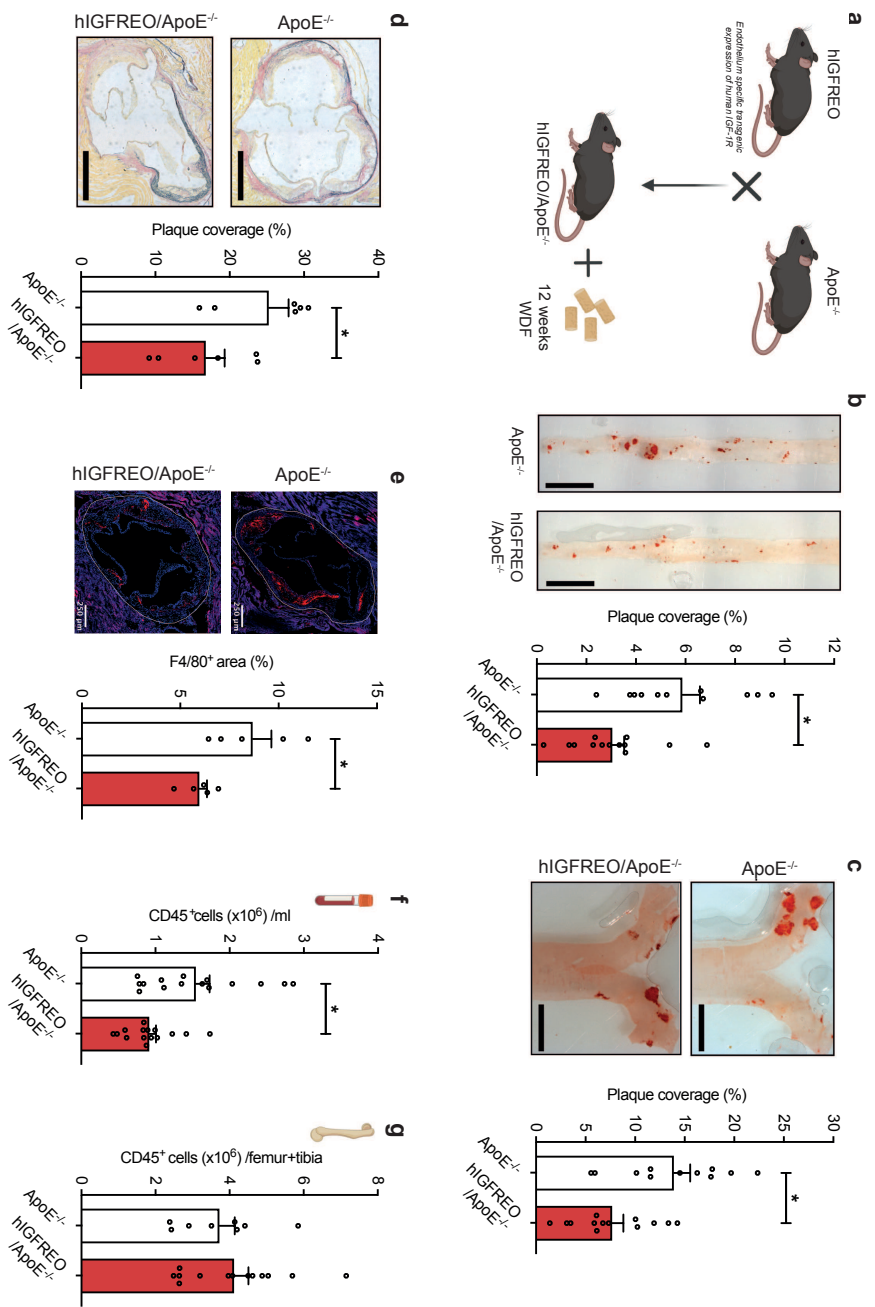 a
hIGFREO
Endothelium specific transgenic
expression of human IGF-1R
ApoE-/-
hIGFREO/ApoE-/-
12 weeks
WDF
b
ApoE-/-
hIGFREO
/ApoE-/-
Plaque coverage (%)
12
10
8
6
4
2
0
*
ApoE-/-
hIGFREO
/ApoE-/-
c
ApoE-/-
hIGFREO/ApoE-/-
Plaque coverage (%)
30
25
20
15
10
5
0
*
ApoE-/-
hIGFREO
/ApoE-/-
d
ApoE-/-
hIGFREO/ApoE-/-
Plaque coverage (%)
40
30
20
10
0
*
ApoE-/-
hIGFREO
/ApoE-/-
e
ApoE-/-
250 µm
hIGFREO/ApoE-/-
250 µm
F4/80+ area (%)
15
10
5
0
*
ApoE-/-
hIGFREO
/ApoE-/-
f
CD45+cells (x10⁶) /ml
4
3
2
1
0
*
ApoE-/-
hIGFREO
/ApoE-/-
g
CD45+ cells (x10⁶) /femur+tibia
8
6
4
2
0
ApoE-/-
hIGFREO
/ApoE-/-